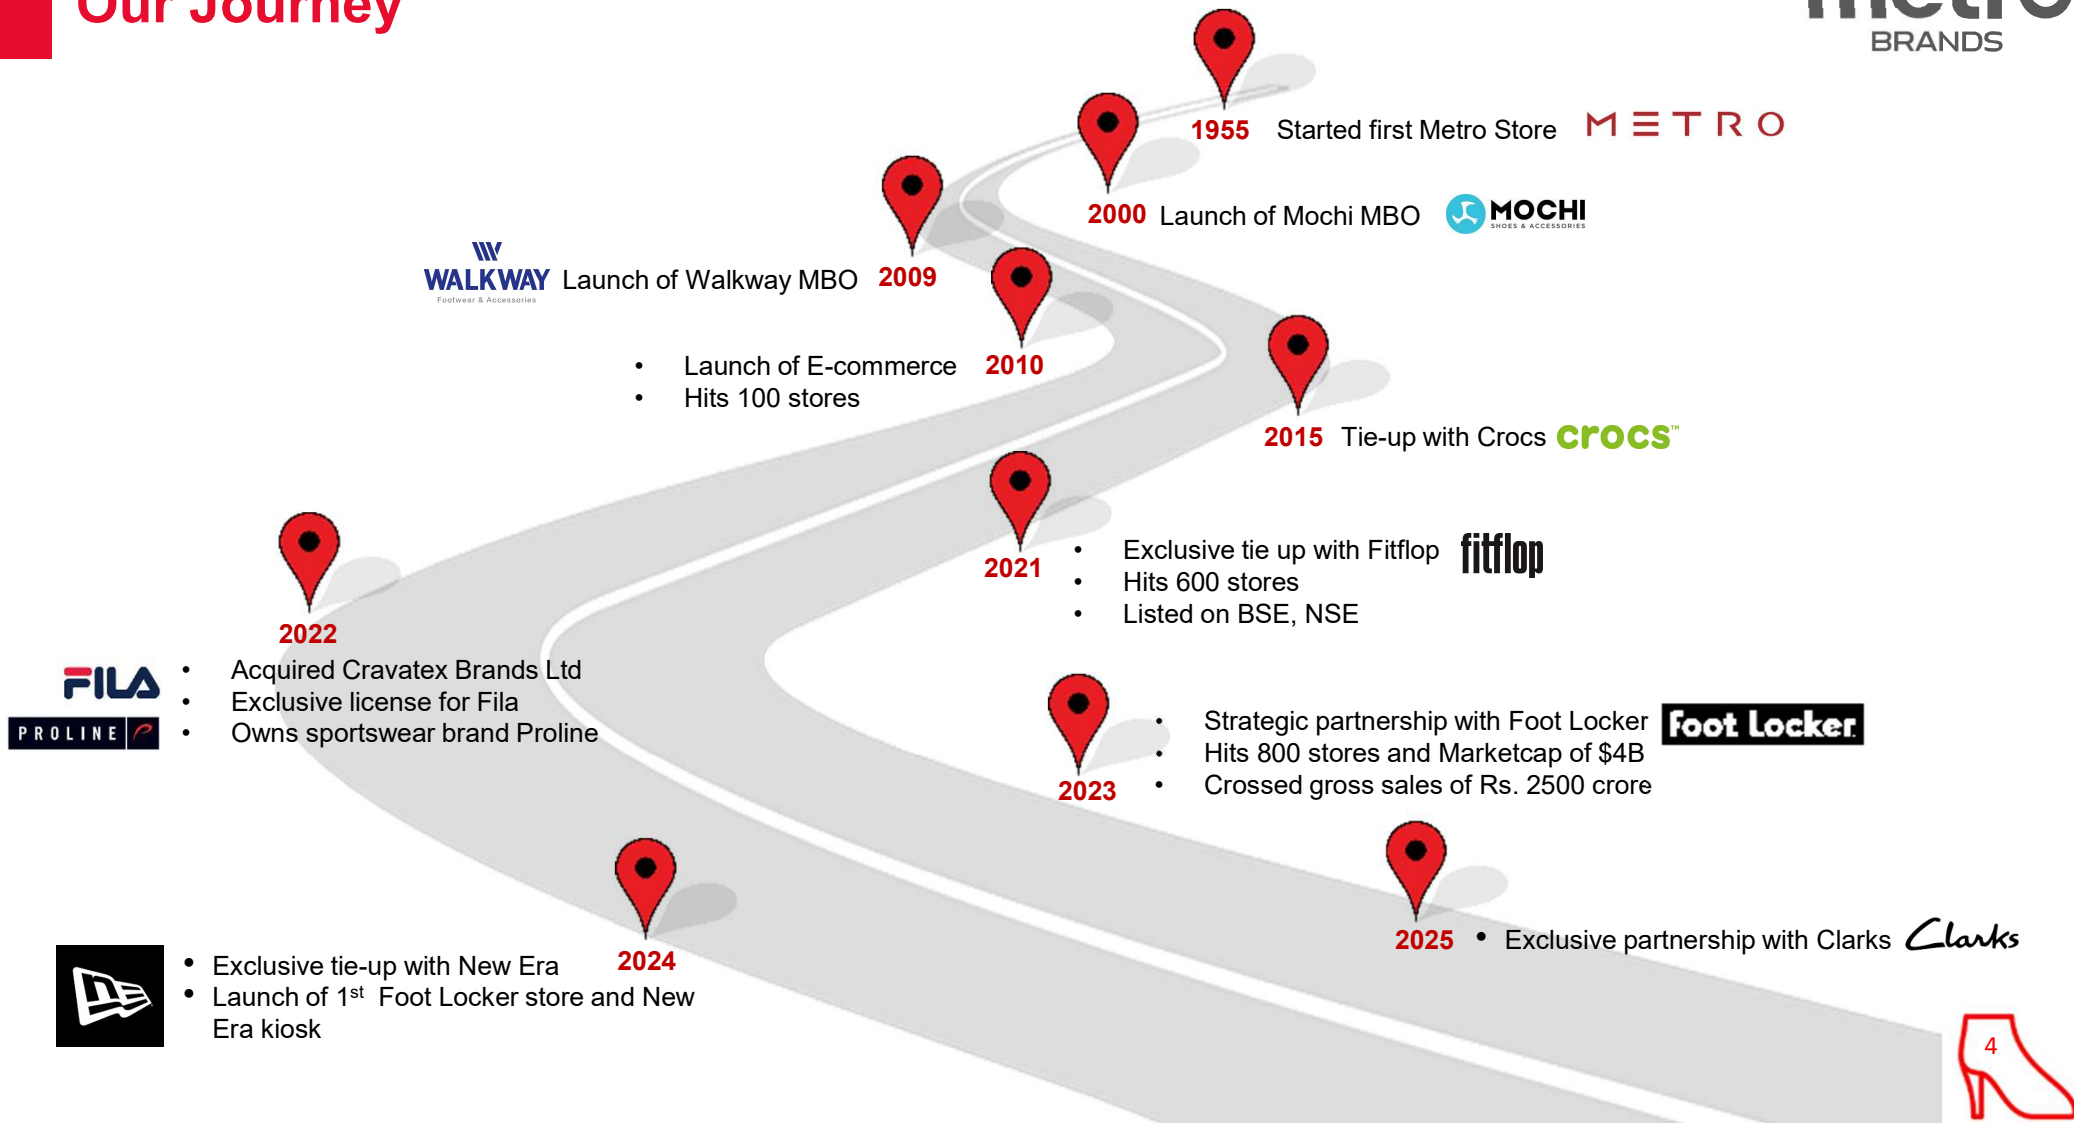 Our Journey
metro
BRANDS
1955 Started first Metro Store METRO
2000 Launch of Mochi MBO MOCHI
SHOES & ACCESSORIES
WALKWAY Launch of Walkway MBO 2009
Footwear & Accessories
• Launch of E-commerce 2010
• Hits 100 stores
2015 Tie-up with Crocs crocs™
2021
• Exclusive tie up with Fitflop fitflop
• Hits 600 stores
• Listed on BSE, NSE
2022
FILA
PROLINE
• Acquired Cravatex Brands Ltd
• Exclusive license for Fila
• Owns sportswear brand Proline
2023
• Strategic partnership with Foot Locker Foot Locker.
• Hits 800 stores and Marketcap of $4B
• Crossed gross sales of Rs. 2500 crore
2024
• Exclusive tie-up with New Era
• Launch of 1st Foot Locker store and New
Era kiosk
2025 • Exclusive partnership with Clarks Clarks
4